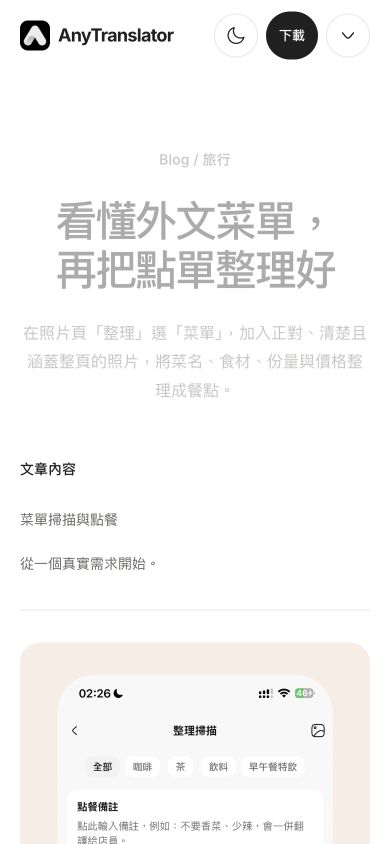 AnyTranslator
下載
Blog / 旅行
看懂外文菜單，
再把點單整理好
在照片頁「整理」選「菜單」，加入正對、清楚且
涵蓋整頁的照片，將菜名、食材、份量與價格整
理成餐點。
文章內容
菜單掃描與點餐
從一個真實需求開始。
02:26
46
整理掃描
全部
咖啡
茶
飲料
早午餐特飲
點餐備註
點此輸入備註，例如：不要香菜、少辣，會一併翻
譯給店員。